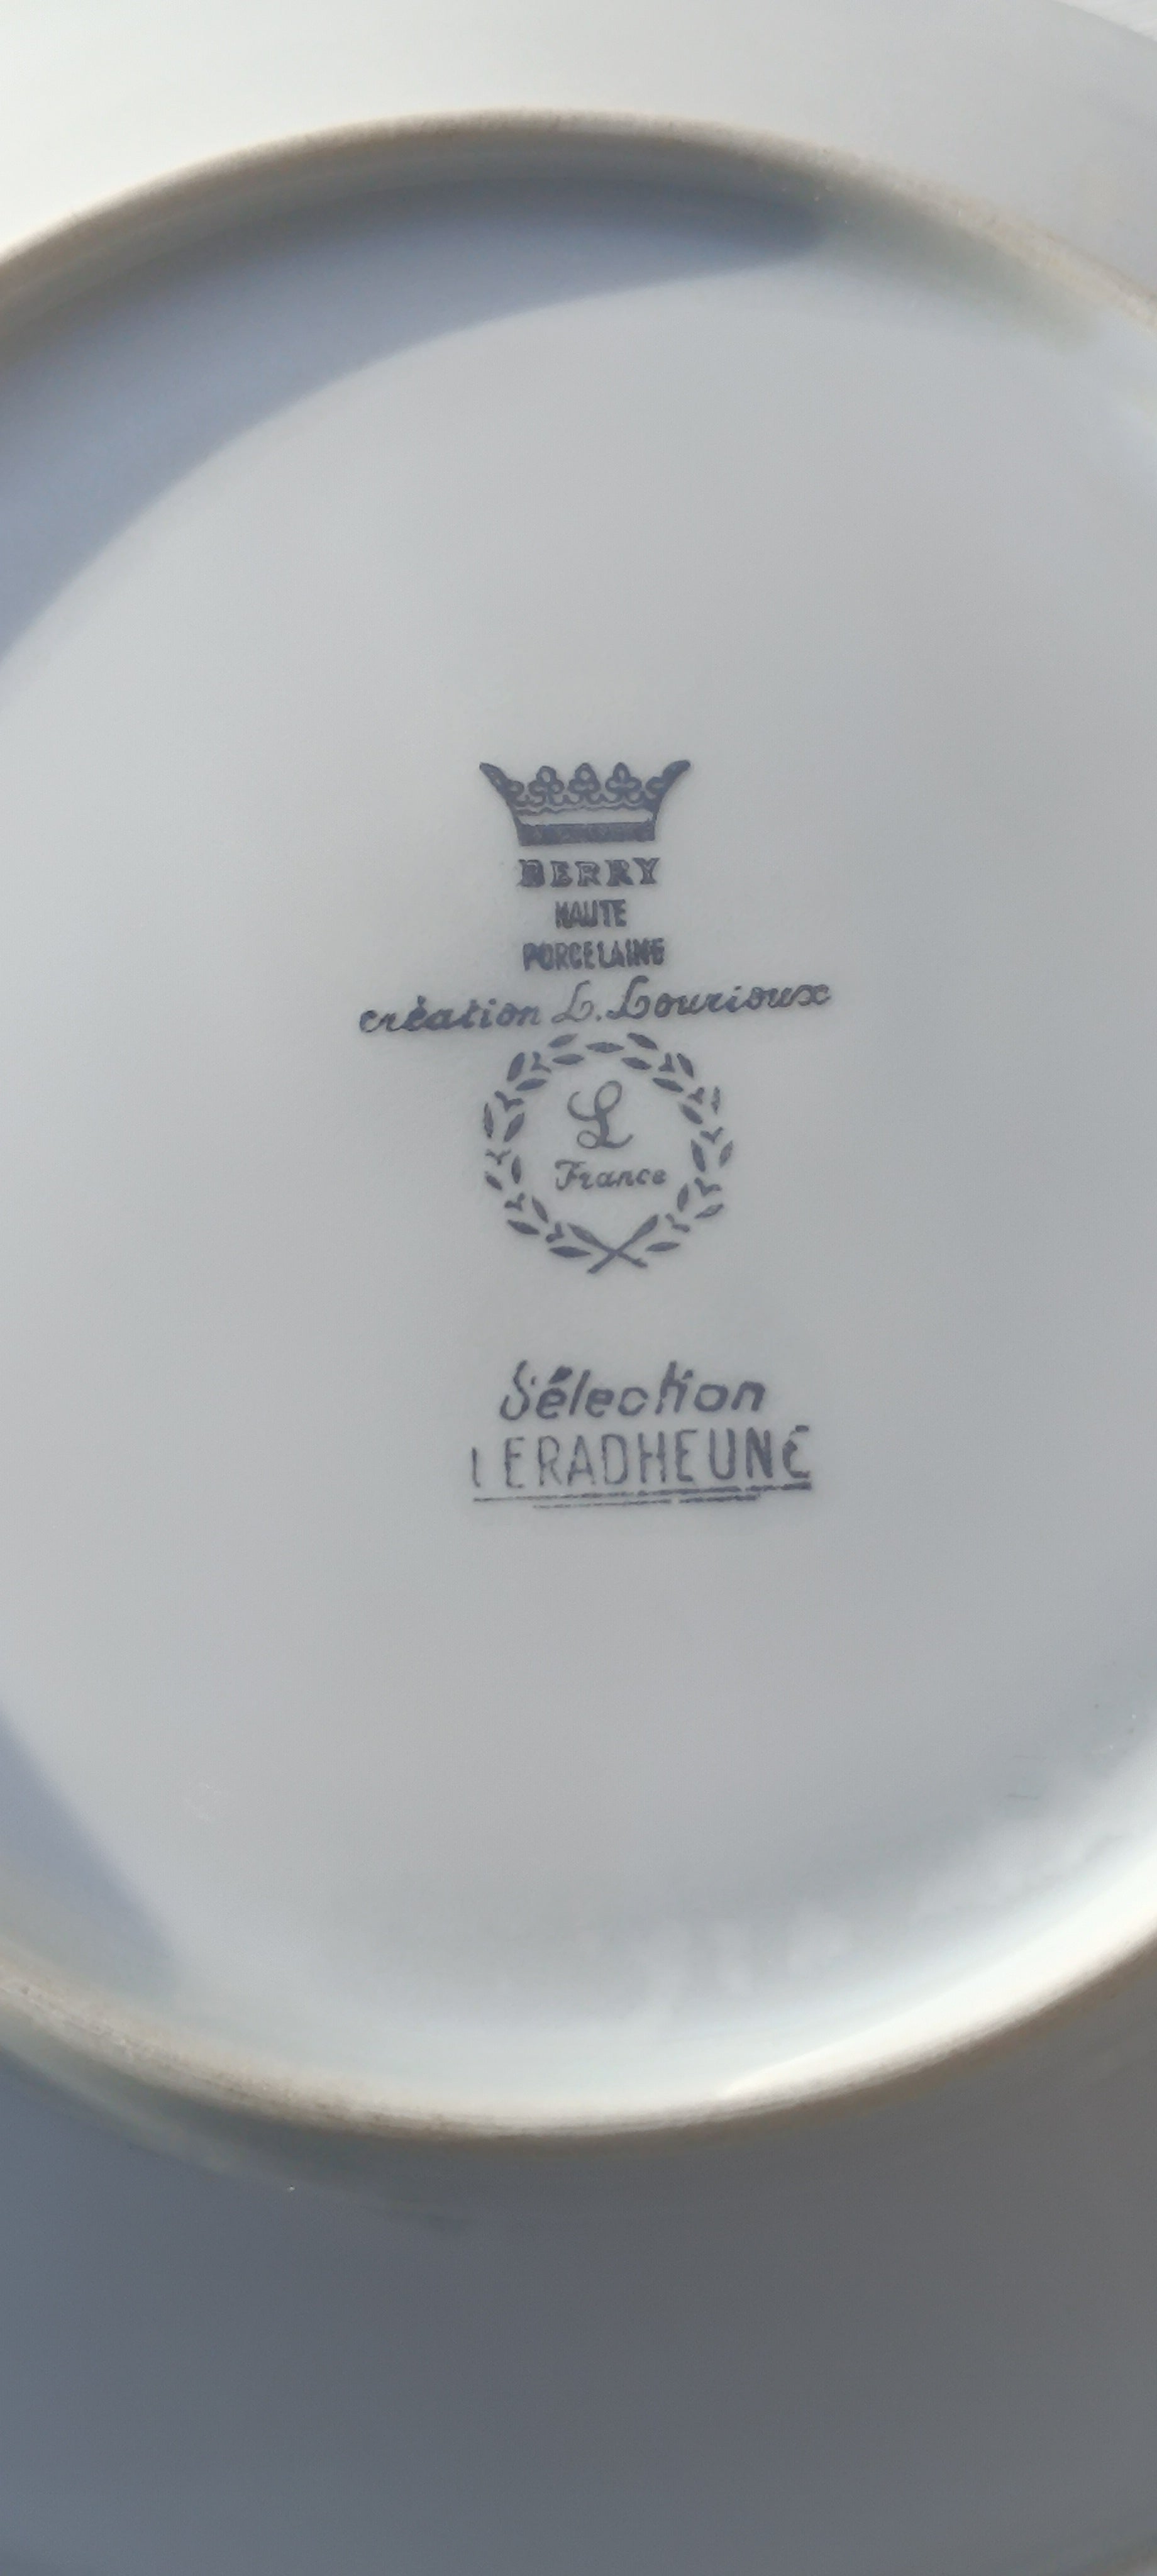 BERRY
HAUTE
PORCELAINE
création L. Lourioux
L
France
Sélection
LERADHEUNE